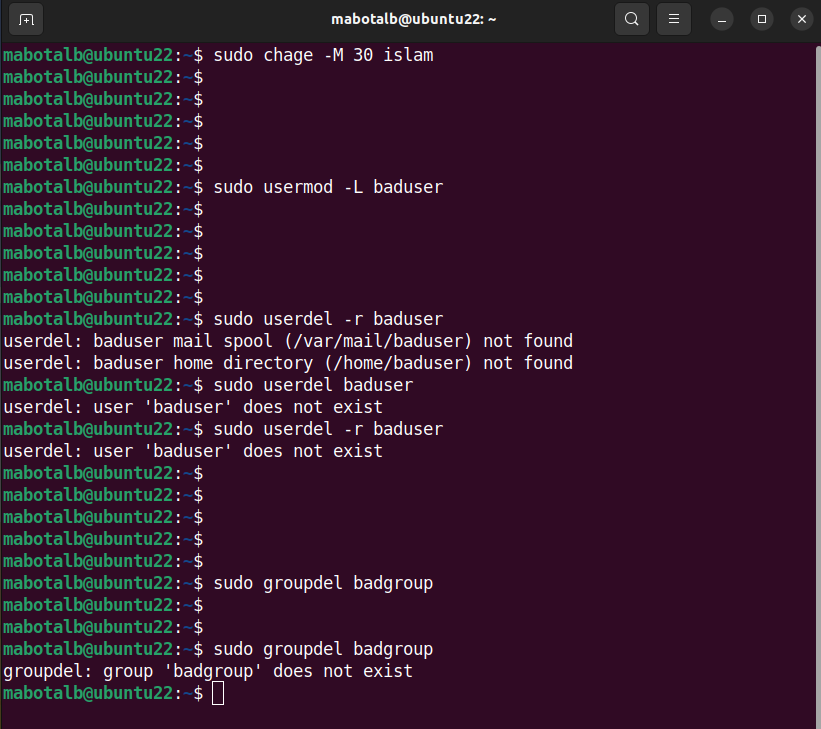 mabotalb@ubuntu22: ~
mabotalb@ubuntu22:~$ sudo chage -M 30 islam
mabotalb@ubuntu22:~$
mabotalb@ubuntu22:~$
mabotalb@ubuntu22:~$
mabotalb@ubuntu22:~$
mabotalb@ubuntu22:~$
mabotalb@ubuntu22:~$ sudo usermod -L baduser
mabotalb@ubuntu22:~$
mabotalb@ubuntu22:~$
mabotalb@ubuntu22:~$
mabotalb@ubuntu22:~$
mabotalb@ubuntu22:~$
mabotalb@ubuntu22:~$ sudo userdel -r baduser
userdel: baduser mail spool (/var/mail/baduser) not found
userdel: baduser home directory (/home/baduser) not found
mabotalb@ubuntu22:~$ sudo userdel baduser
userdel: user 'baduser' does not exist
mabotalb@ubuntu22:~$ sudo userdel -r baduser
userdel: user 'baduser' does not exist
mabotalb@ubuntu22:~$
mabotalb@ubuntu22:~$
mabotalb@ubuntu22:~$
mabotalb@ubuntu22:~$
mabotalb@ubuntu22:~$
mabotalb@ubuntu22:~$ sudo groupdel badgroup
mabotalb@ubuntu22:~$
mabotalb@ubuntu22:~$
mabotalb@ubuntu22:~$ sudo groupdel badgroup
groupdel: group 'badgroup' does not exist
mabotalb@ubuntu22:~$